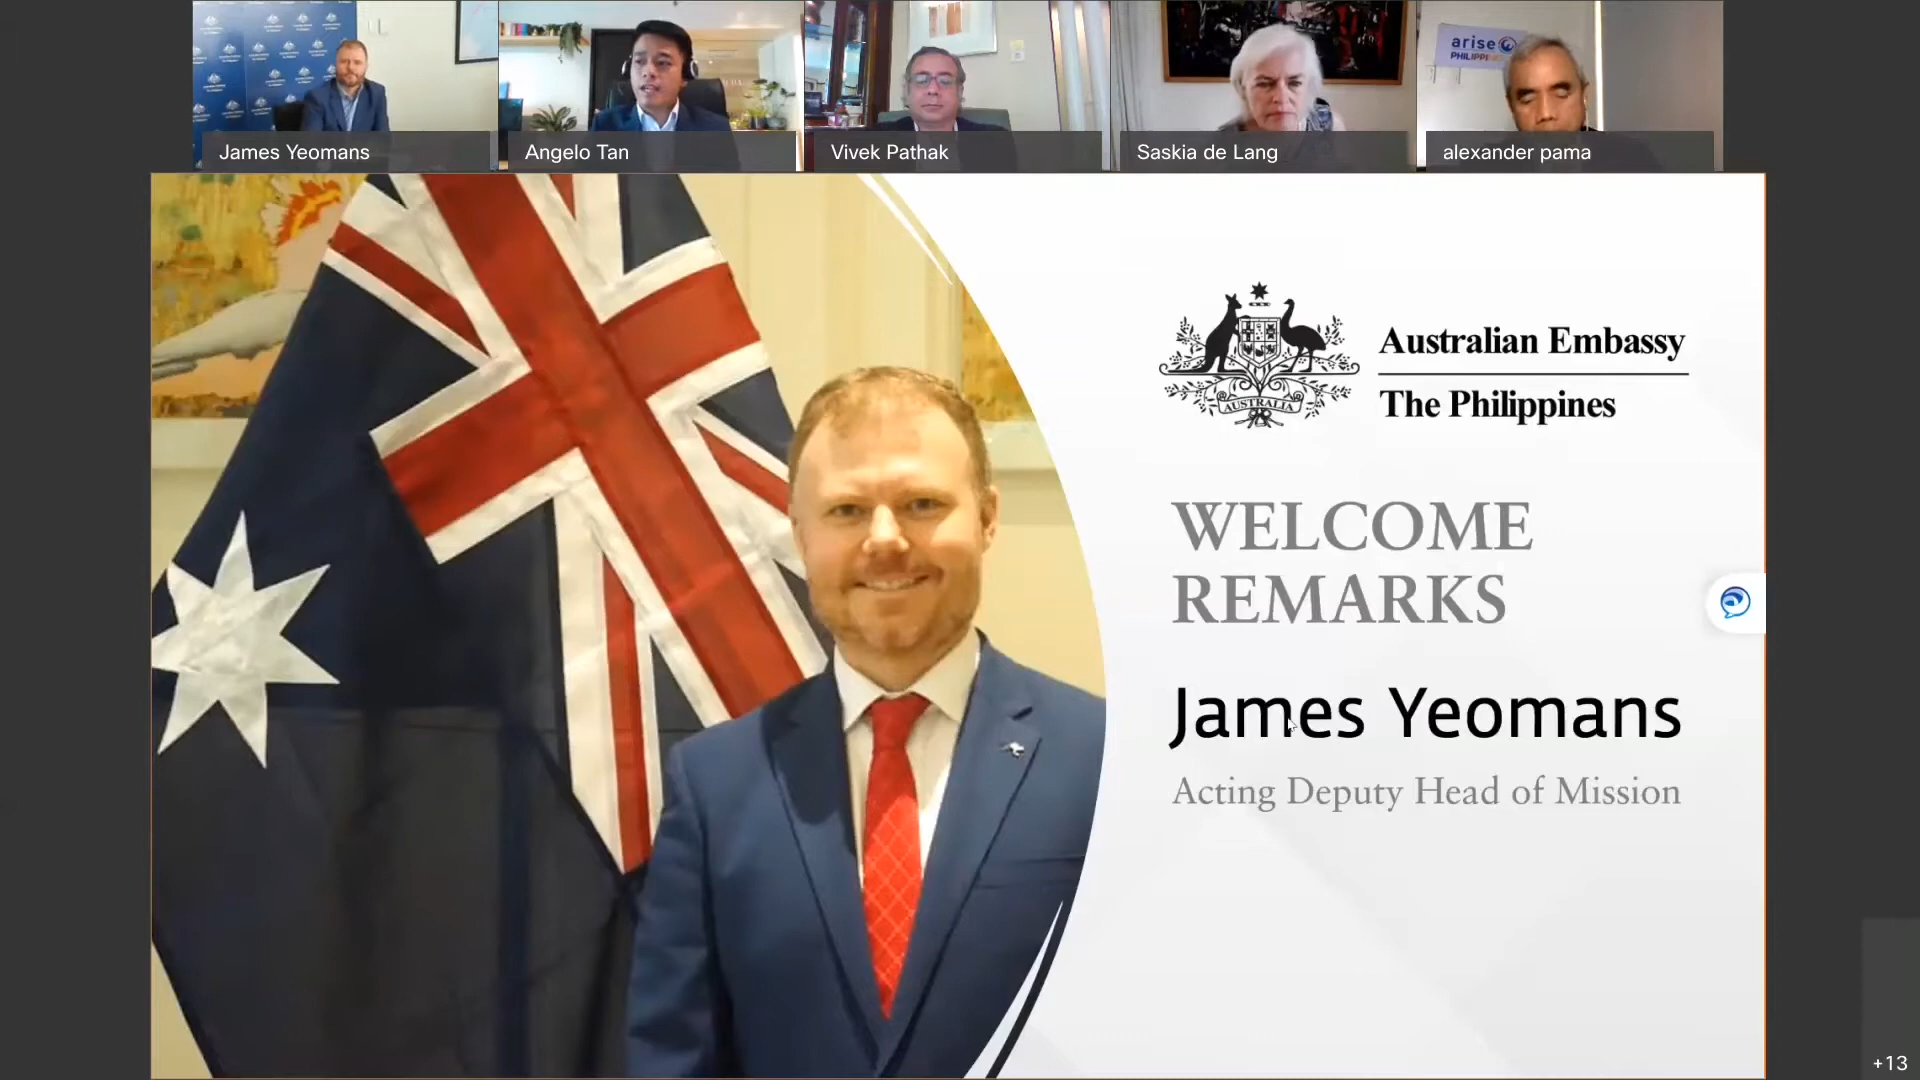 James Yeomans
Angelo Tan
Vivek Pathak
Saskia de Lang
alexander pama
arise
PHILIPPINES
AUSTRALIA
Australian Embassy
The Philippines
WELCOME
REMARKS
James Yeomans
Acting Deputy Head of Mission
+13